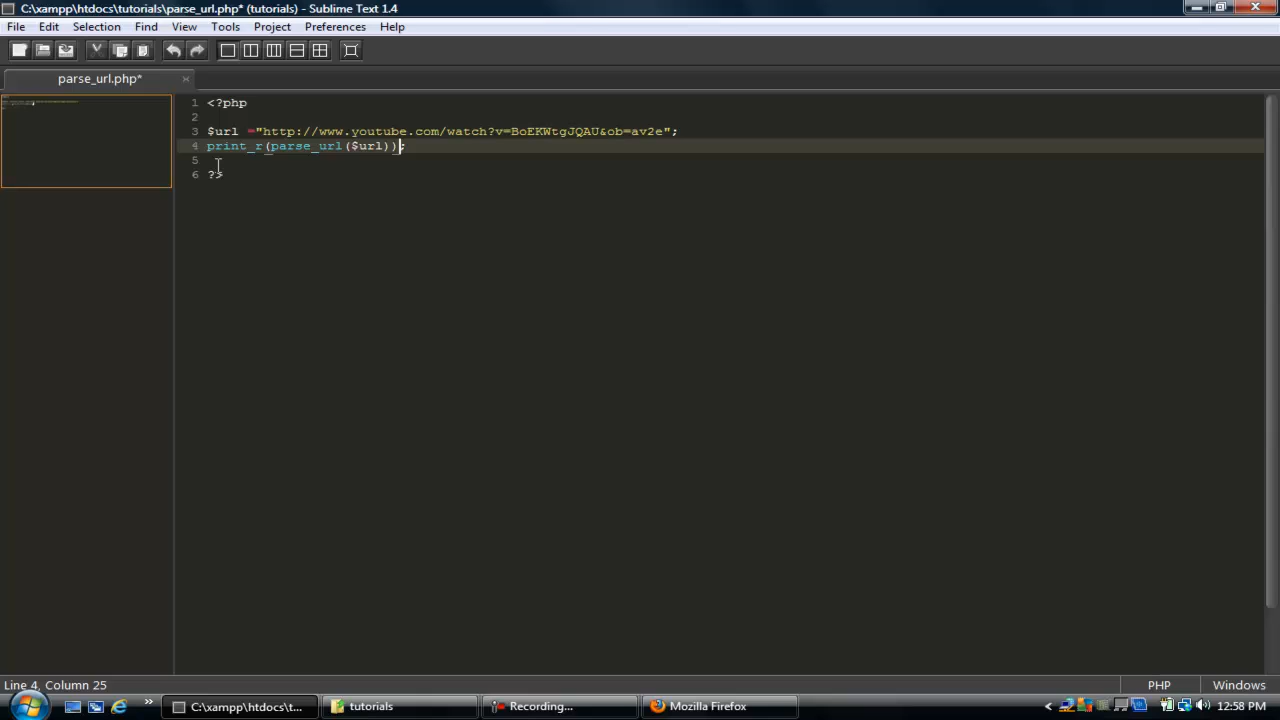 C:\xampp\htdocs\tutorials\parse_url.php* (tutorials) - Sublime Text 1.4
File Edit Selection Find View Tools Project Preferences Help
parse_url.php*
1 <?php
2
3 $url ="http://www.youtube.com/watch?v=BoEKWtgJQAU&ob=av2e";
4 print_r(parse_url($url));
5
6 ?>
Line 4, Column 25 PHP Windows
C:\xampp\htdocs\t... tutorials Recording... Mozilla Firefox 12:58 PM